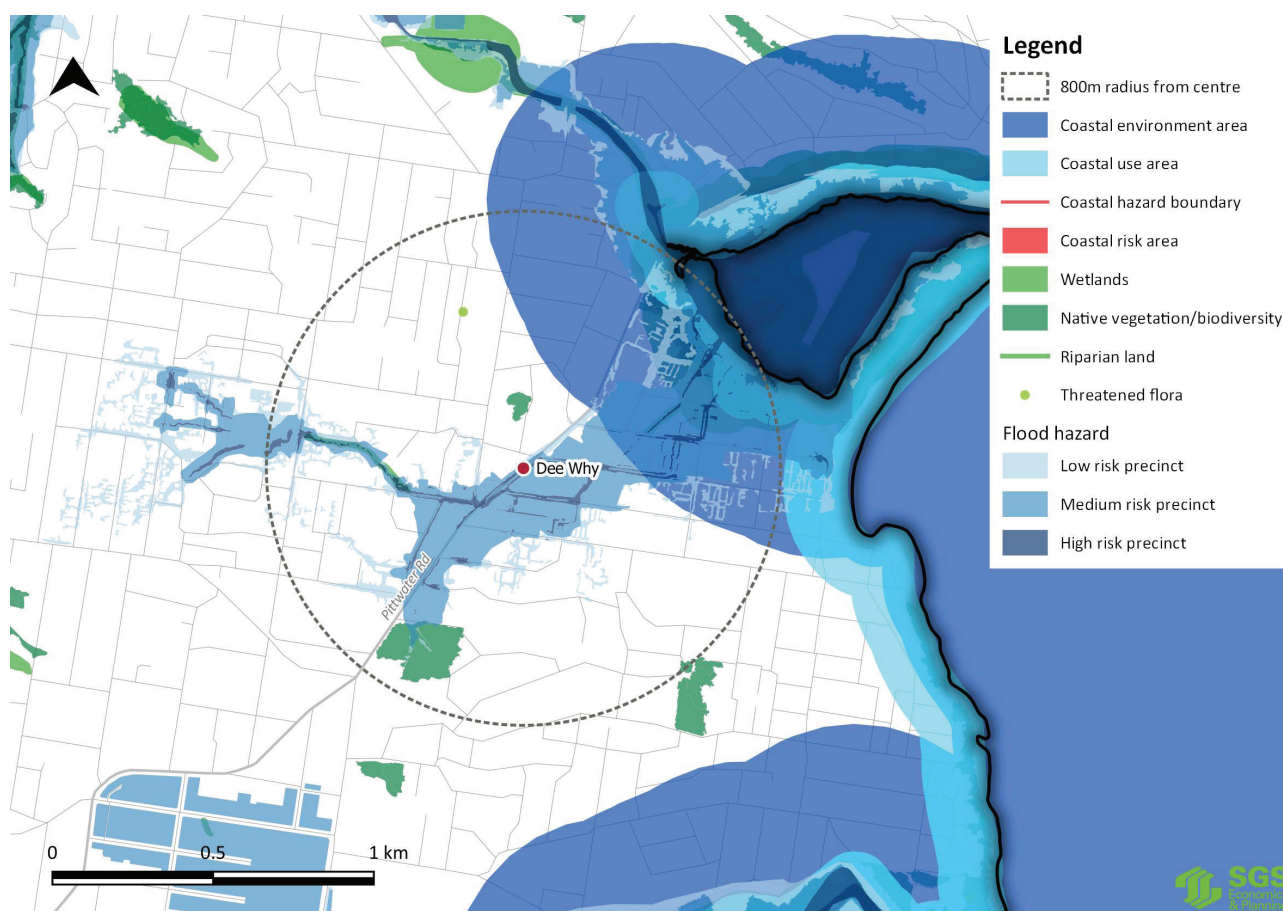 Legend
800m radius from centre
Coastal environment area
Coastal use area
Coastal hazard boundary
Coastal risk area
Wetlands
Native vegetation/biodiversity
Riparian land
Threatened flora
Flood hazard
Low risk precinct
Medium risk precinct
High risk precinct
Dee Why
Pittwater Rd
0 0.5 1 km
SGS
Economics
& Planning